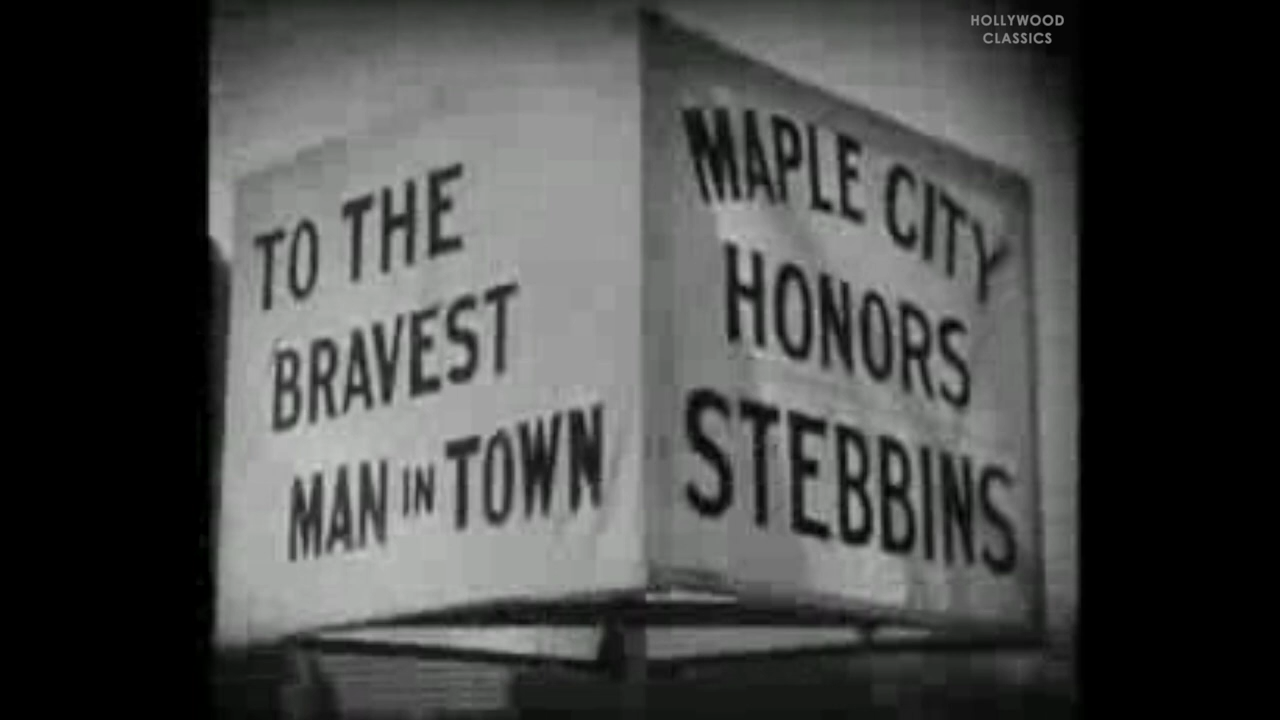 HOLLYWOOD
CLASSICS
TO THE
BRAVEST
MAN IN TOWN
MAPLE CITY
HONORS
STEBBINS